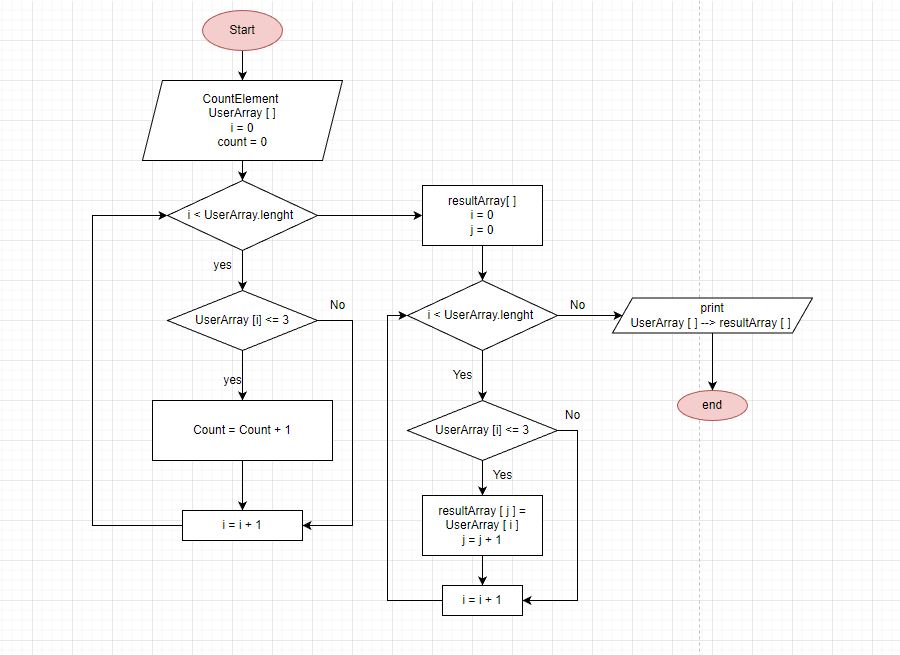 Start
CountElement
UserArray [ ]
i = 0
count = 0
i < UserArray.lenght
yes
UserArray [i] <= 3
No
yes
Count = Count + 1
i = i + 1
resultArray[ ]
i = 0
j = 0
i < UserArray.lenght
No
Yes
UserArray [i] <= 3
No
Yes
resultArray [ j ] =
UserArray [ i ]
j = j + 1
i = i + 1
print
UserArray [ ] --> resultArray [ ]
end